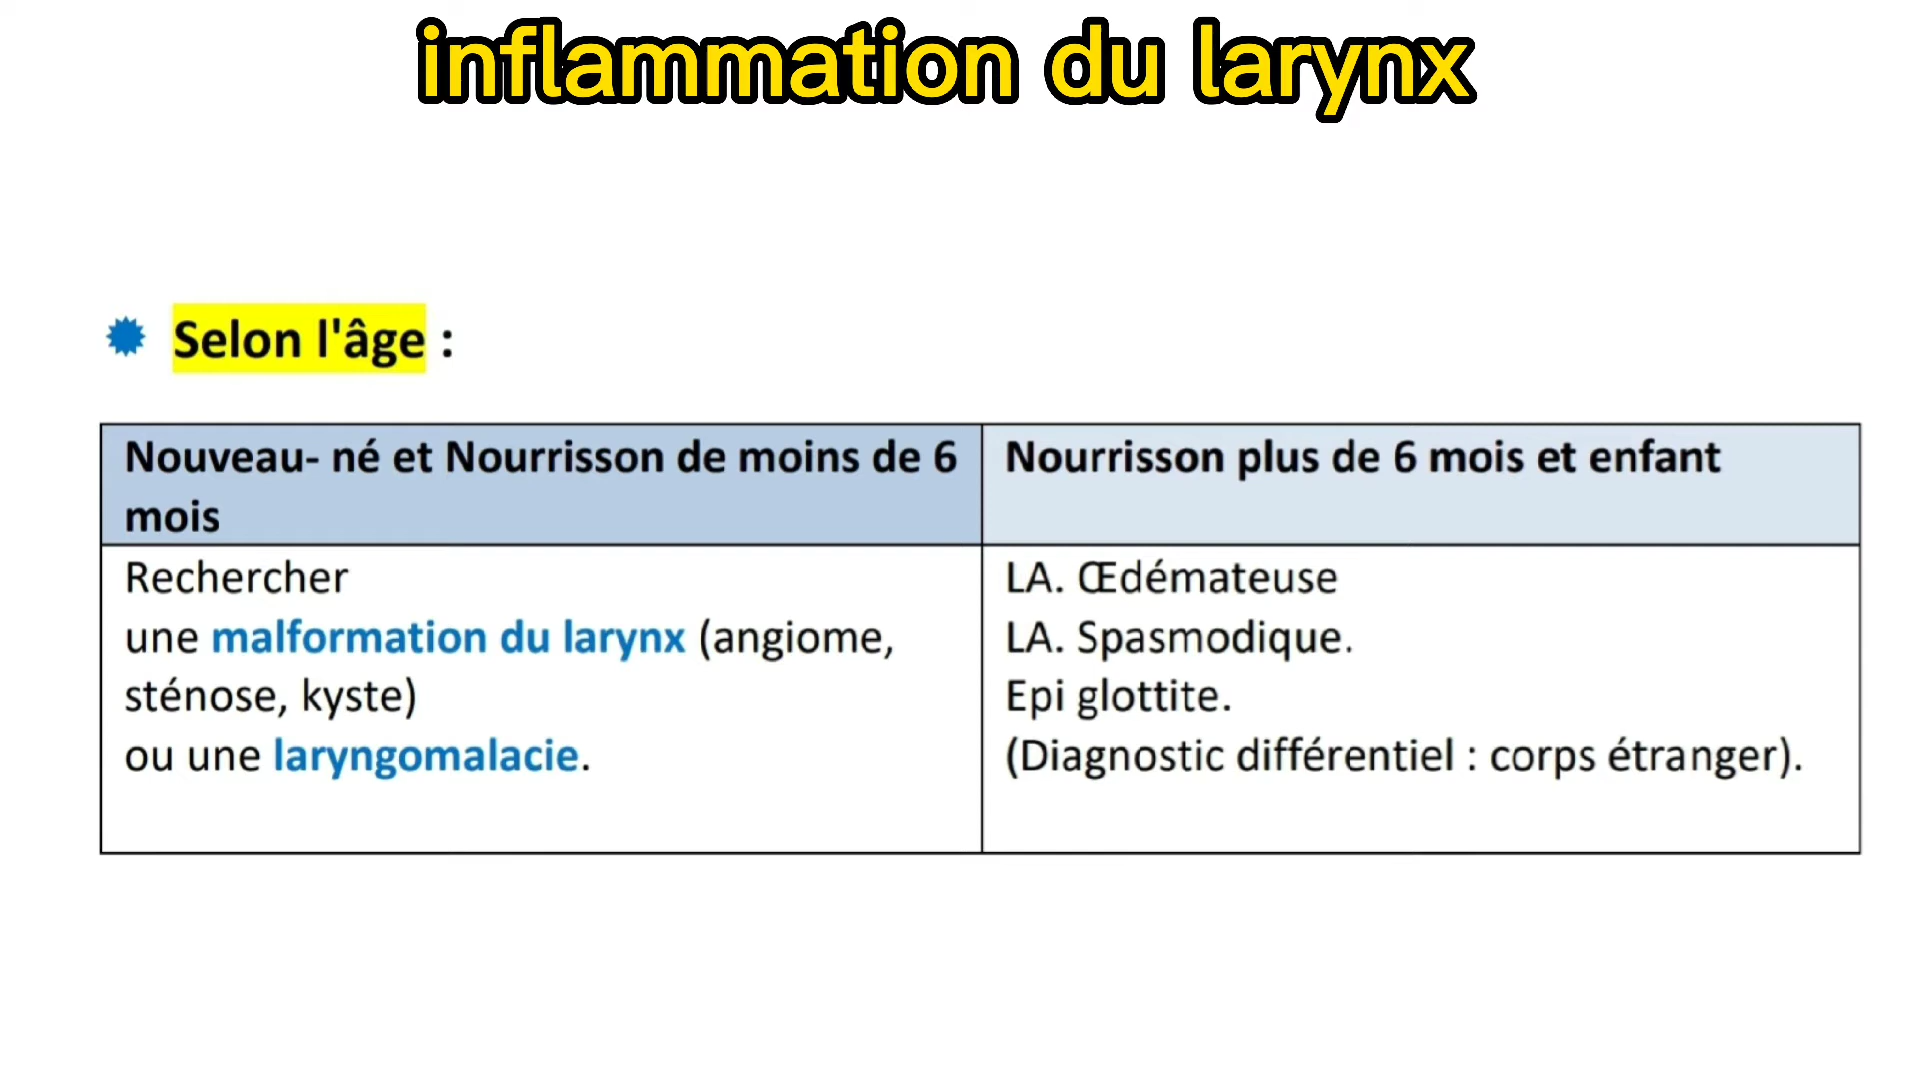 inflammation du larynx
Selon l'âge :
Nouveau- né et Nourrisson de moins de 6
mois
Nourrisson plus de 6 mois et enfant
Rechercher
une malformation du larynx (angiome,
sténose, kyste)
ou une laryngomalacie.
LA. Œdémateuse
LA. Spasmodique.
Epi glottite.
(Diagnostic différentiel : corps étranger).